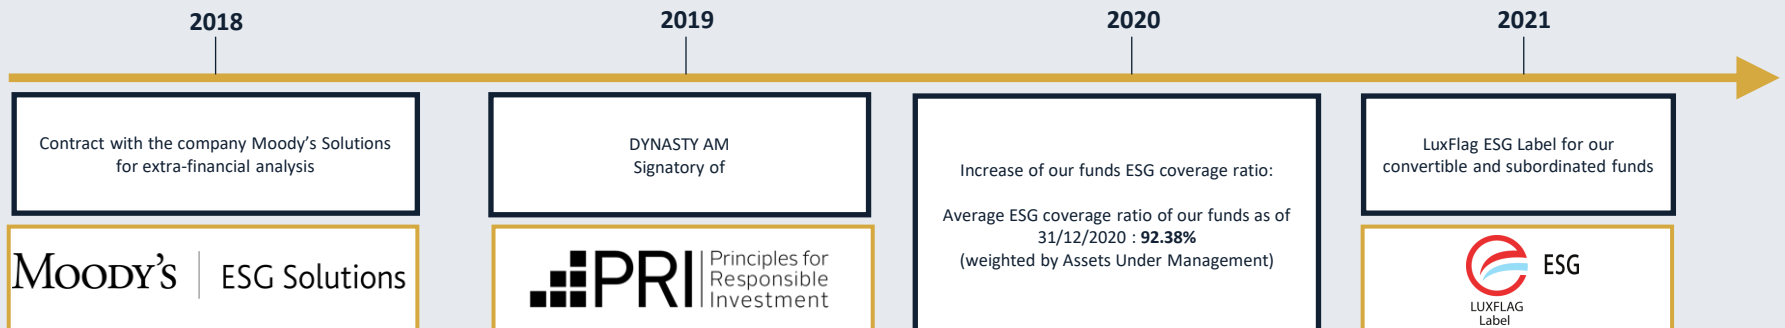 2018
2019
2020
2021
Contract with the company Moody's Solutions
for extra-financial analysis
MOODY'S
ESG Solutions
DYNASTY AM
Signatory of
PRI
Principles for
Responsible
Investment
Increase of our funds ESG coverage ratio:
Average ESG coverage ratio of our funds as of
31/12/2020 : 92.38%
(weighted by Assets Under Management)
LuxFlag ESG Label for our
convertible and subordinated funds
ESG
LUXFLAG
Label